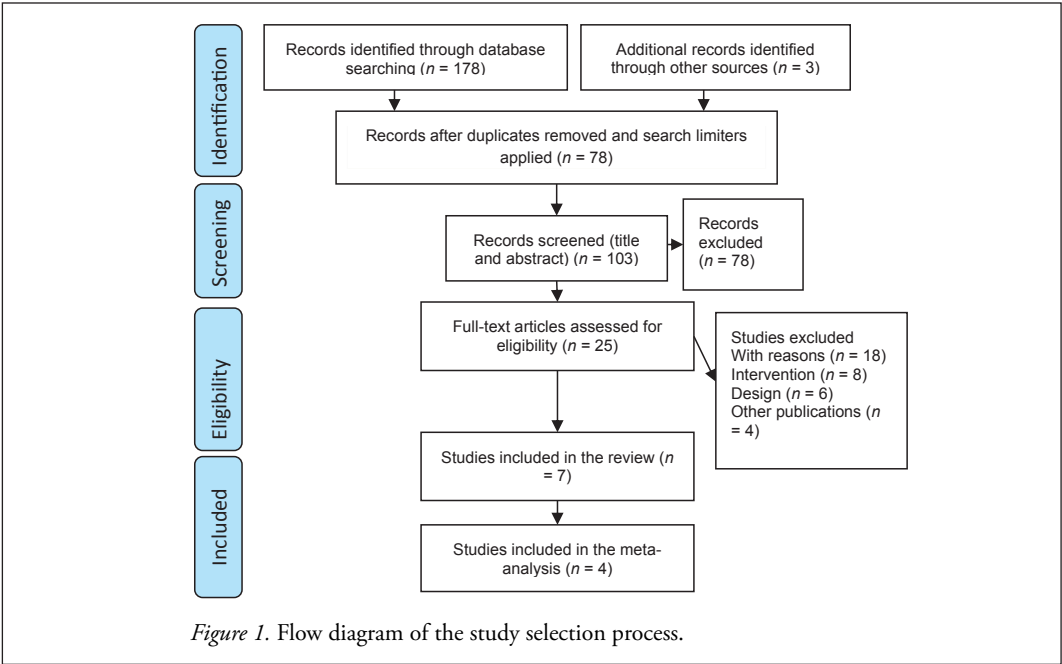 Identification
Records identified through database
searching (n = 178)
Additional records identified
through other sources (n = 3)
Records after duplicates removed and search limiters
applied (n = 78)
Screening
Records screened (title
and abstract) (n = 103)
Records
excluded
(n = 78)
Eligibility
Full-text articles assessed for
eligibility (n = 25)
Studies excluded
With reasons (n = 18)
Intervention (n = 8)
Design (n = 6)
Other publications (n
= 4)
Included
Studies included in the review (n
= 7)
Studies included in the meta-
analysis (n = 4)
Figure 1. Flow diagram of the study selection process.